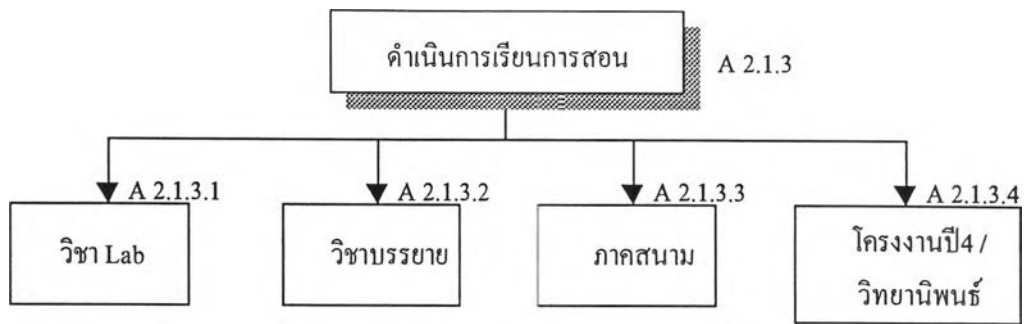 ดำเนินการเรียนการสอน
A 2.1.3
A 2.1.3.1
A 2.1.3.2
A 2.1.3.3
A 2.1.3.4
วิชา Lab
วิชาบรรยาย
ภาคสนาม
โครงงานปี4 /
วิทยานิพนธ์